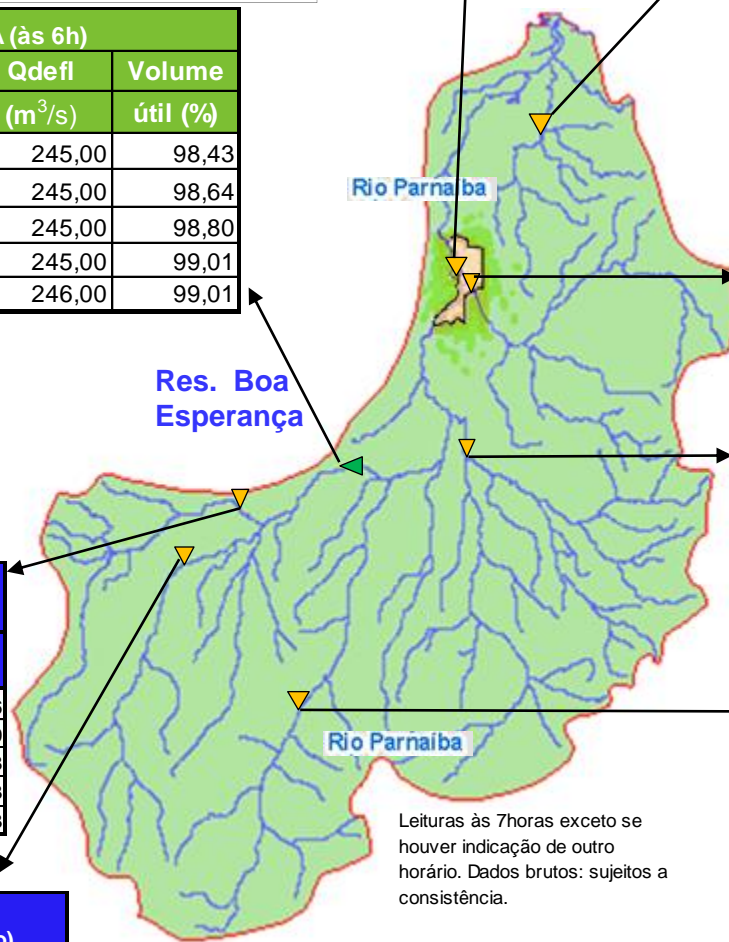 A (às 6h)
Qdefl Volume
(m³/s) útil (%)
245,00 98,43
245,00 98,64
245,00 98,80
245,00 99,01
246,00 99,01
Rio Parnaíba
Res. Boa
Esperança
Rio Parnaíba
Leituras às 7horas exceto se
houver indicação de outro
horário. Dados brutos: sujeitos a
consistência.